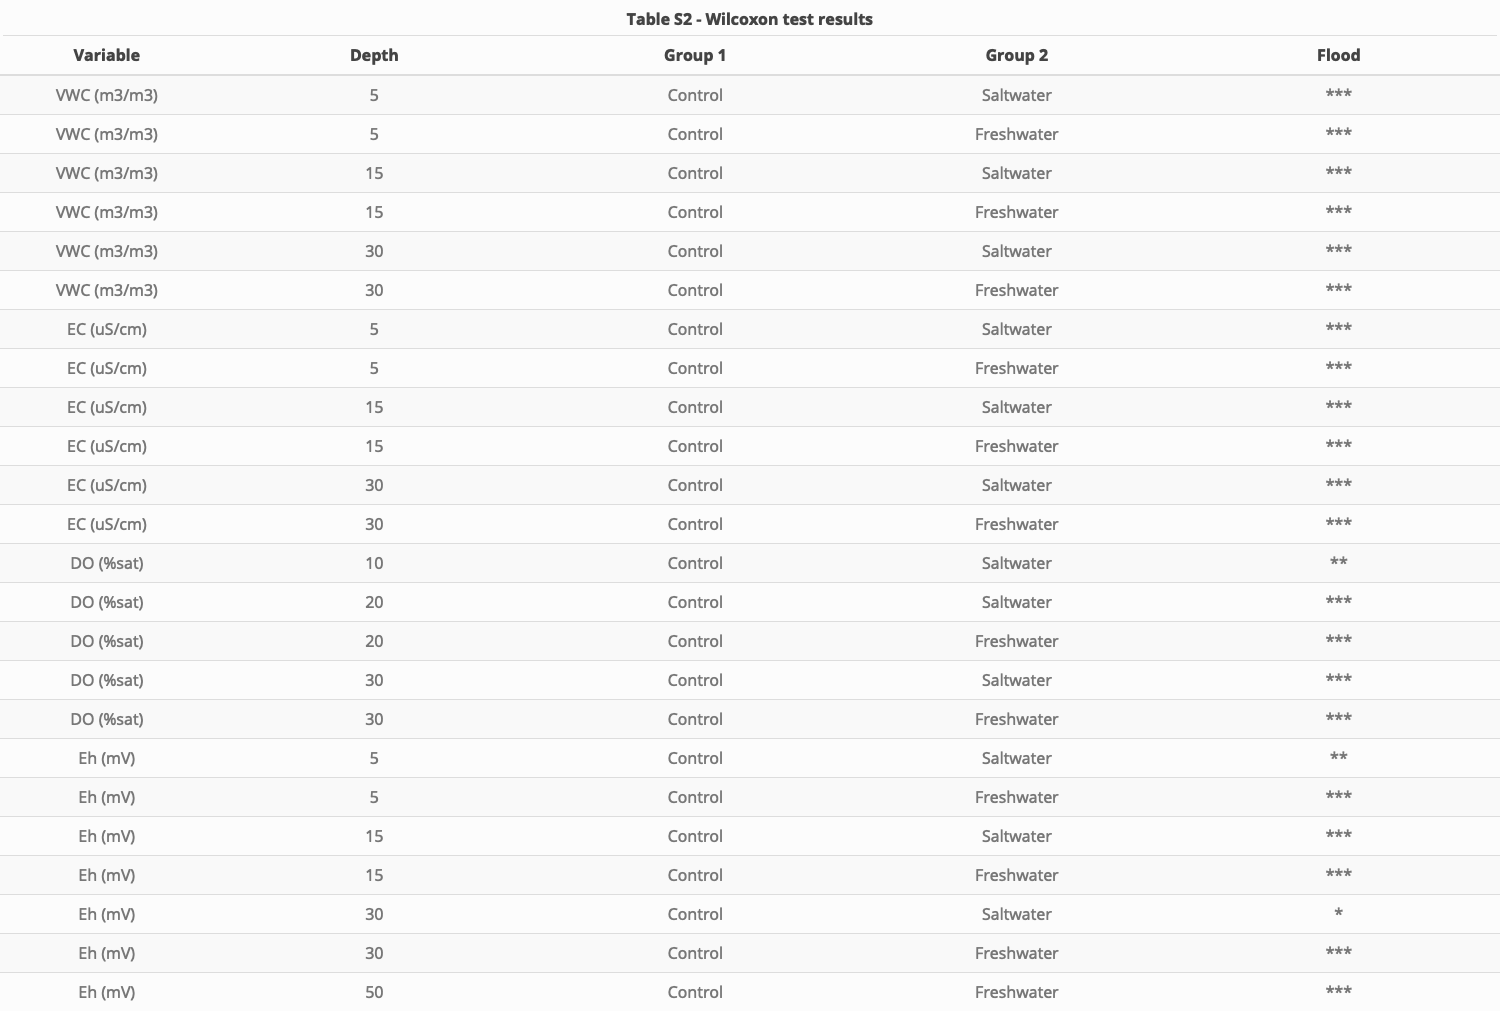 Table S2 - Wilcoxon test results
Variable Depth Group 1 Group 2 Flood
VWC (m3/m3) 5 Control Saltwater ***
VWC (m3/m3) 5 Control Freshwater ***
VWC (m3/m3) 15 Control Saltwater ***
VWC (m3/m3) 15 Control Freshwater ***
VWC (m3/m3) 30 Control Saltwater ***
VWC (m3/m3) 30 Control Freshwater ***
EC (uS/cm) 5 Control Saltwater ***
EC (uS/cm) 5 Control Freshwater ***
EC (uS/cm) 15 Control Saltwater ***
EC (uS/cm) 15 Control Freshwater ***
EC (uS/cm) 30 Control Saltwater ***
EC (uS/cm) 30 Control Freshwater ***
DO (%sat) 10 Control Saltwater **
DO (%sat) 20 Control Saltwater ***
DO (%sat) 20 Control Freshwater ***
DO (%sat) 30 Control Saltwater ***
DO (%sat) 30 Control Freshwater ***
Eh (mV) 5 Control Saltwater **
Eh (mV) 5 Control Freshwater ***
Eh (mV) 15 Control Saltwater ***
Eh (mV) 15 Control Freshwater ***
Eh (mV) 30 Control Saltwater *
Eh (mV) 30 Control Freshwater ***
Eh (mV) 50 Control Freshwater ***